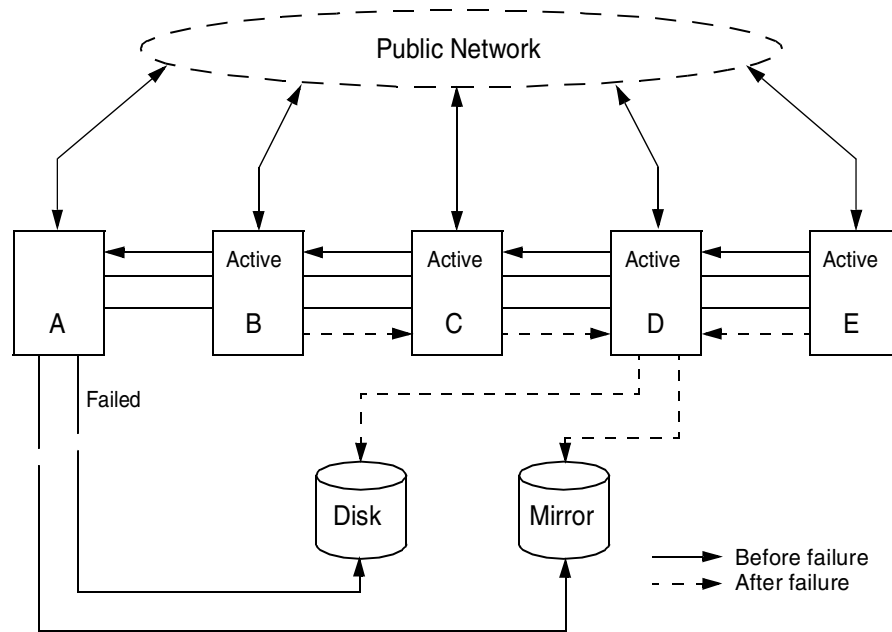 Public Network
Active
Active
Active
Active
A
B
C
D
E
Failed
Disk
Mirror
Before failure
After failure